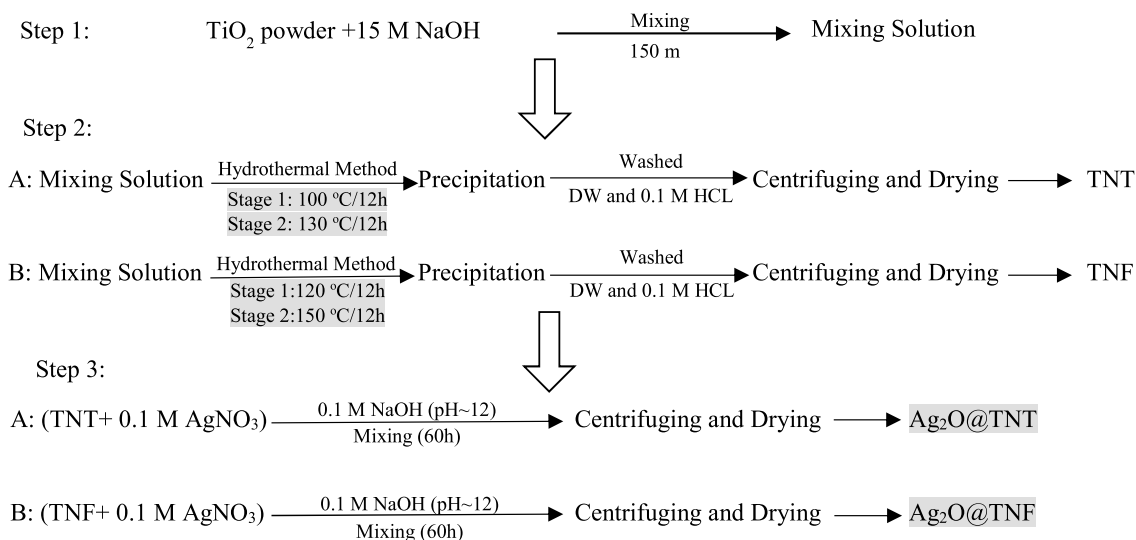 Step 1: TiO₂ powder +15 M NaOH Mixing Mixing Solution
150 m
Step 2:
A: Mixing Solution Hydrothermal Method Precipitation Washed Centrifuging and Drying TNT
Stage 1: 100 ºC/12h DW and 0.1 M HCL
Stage 2: 130 ºC/12h
B: Mixing Solution Hydrothermal Method Precipitation Washed Centrifuging and Drying TNF
Stage 1:120 ºC/12h DW and 0.1 M HCL
Stage 2:150 ºC/12h
Step 3:
A: (TNT+ 0.1 M AgNO₃) 0.1 M NaOH (pH~12) Centrifuging and Drying Ag₂O@TNT
Mixing (60h)
B: (TNF+ 0.1 M AgNO₃) 0.1 M NaOH (pH~12) Centrifuging and Drying Ag₂O@TNF
Mixing (60h)